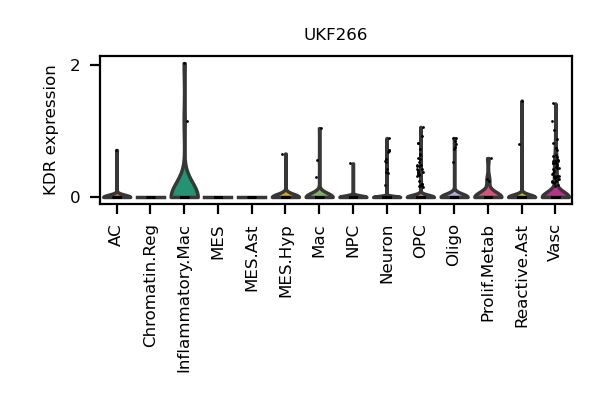 UKF266
KDR expression
2
0
AC
Chromatin.Reg
Inflammatory.Mac
MES
MES.Ast
MES.Hyp
Mac
NPC
Neuron
OPC
Oligo
Prolif.Metab
Reactive.Ast
Vasc